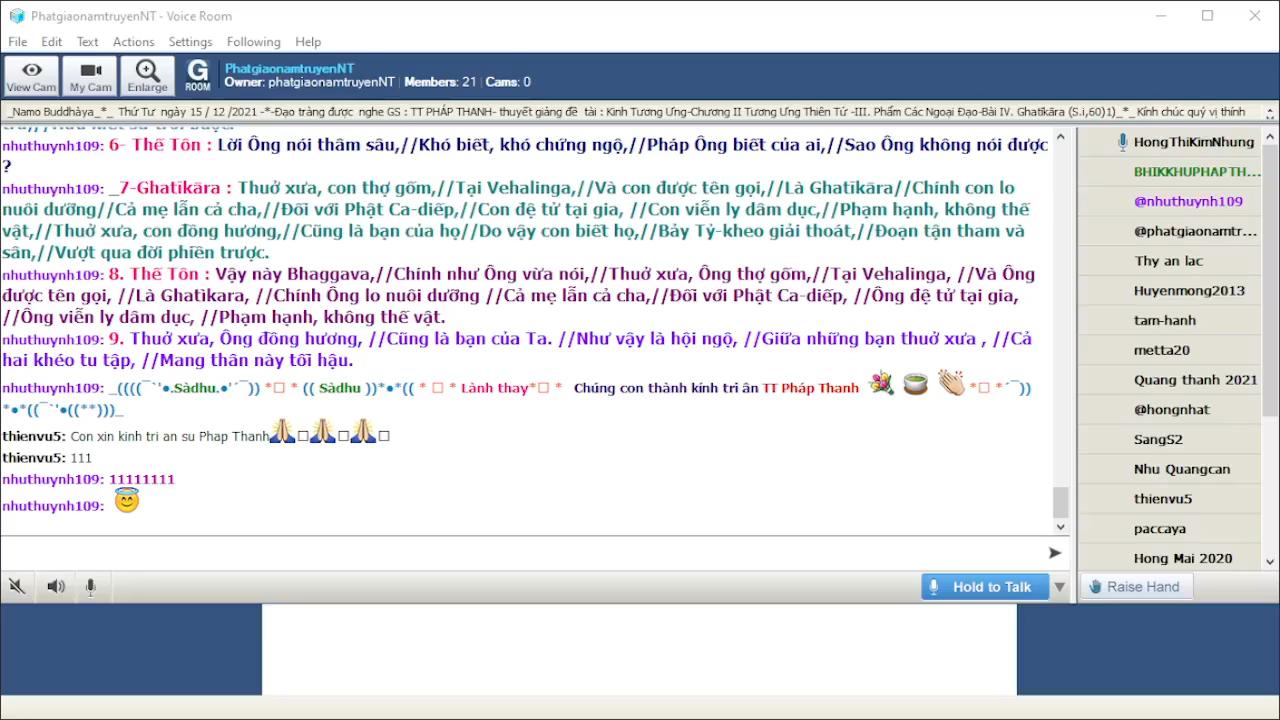 PhatgiaonamtruyenNT - Voice Room
File Edit Text Actions Settings Following Help
View Cam My Cam Enlarge G ROOM
PhatgiaonamtruyenNT
Owner: phatgiaonamtruyenNT Members: 21 Cams: 0
_Namo Buddhàya_*_ Thứ Tư ngày 15 / 12 /2021 -*-Đạo tràng được nghe GS : TT PHÁP THANH- thuyết giảng đề tài : Kinh Tương Ưng-Chương II Tương Ưng Thiên Tử -III. Phẩm Các Ngoại Đạo-Bài IV. Ghatìkàra (S.i,60)1)_*_ Kính chúc quý vị thính
nhuthuynh109: 6- Thế Tôn : Lời Ông nói thâm sâu,//Khó biết, khó chứng ngộ,//Pháp Ông biết của ai,//Sao Ông không nói được
?
nhuthuynh109: _7-Ghatìkāra : Thuở xưa, con thợ gốm,//Tại Vehalinga,//Và con được tên gọi,//Là Ghatìkāra//Chính con lo
nuôi dưỡng//Cả mẹ lẫn cả cha,//Đối với Phật Ca-diếp,//Con đệ tử tại gia, //Con viễn ly dâm dục,//Phạm hạnh, không thế
vật,//Thuở xưa, con đồng hương,//Cũng là bạn của họ//Do vậy con biết họ,//Bảy Tỷ-kheo giải thoát,//Đoạn tận tham và
sân,//Vượt qua đời phiền trược.
nhuthuynh109: 8. Thế Tôn : Vậy này Bhaggava,//Chính như Ông vừa nói,//Thuở xưa, Ông thợ gốm,//Tại Vehalinga, //Và Ông
được tên gọi, //Là Ghatìkara, //Chính Ông lo nuôi dưỡng //Cả mẹ lẫn cả cha,//Đối với Phật Ca-diếp, //Ông đệ tử tại gia,
//Ông viễn ly dâm dục, //Phạm hạnh, không thế vật.
nhuthuynh109: 9. Thuở xưa, Ông đồng hương, //Cũng là bạn của Ta. //Như vậy là hội ngộ, //Giữa những bạn thuở xưa , //Cả
hai khéo tu tập, //Mang thân này tối hậu.
nhuthuynh109: _((((¯`'●.Sàdhu.●'´¯)) *□ * (( Sàdhu ))*●*(( * □ * Lành thay*□ * Chúng con thành kính tri ân TT Pháp Thanh *□ *´¯))
*●*((¯`'●((**)))_
thienvu5: Con xin kinh tri an su Phap Thanh
thienvu5: 111
nhuthuynh109: 11111111
nhuthuynh109:
Hold to Talk
HongThiKimNhung
BHIKKHUPHAPTH...
@nhuthuynh109
@phatgiaonamtr...
Thy an lac
Huyenmong2013
tam-hanh
metta20
Quang thanh 2021
@hongnhat
SangS2
Nhu Quangcan
thienvu5
paccaya
Hong Mai 2020
Raise Hand